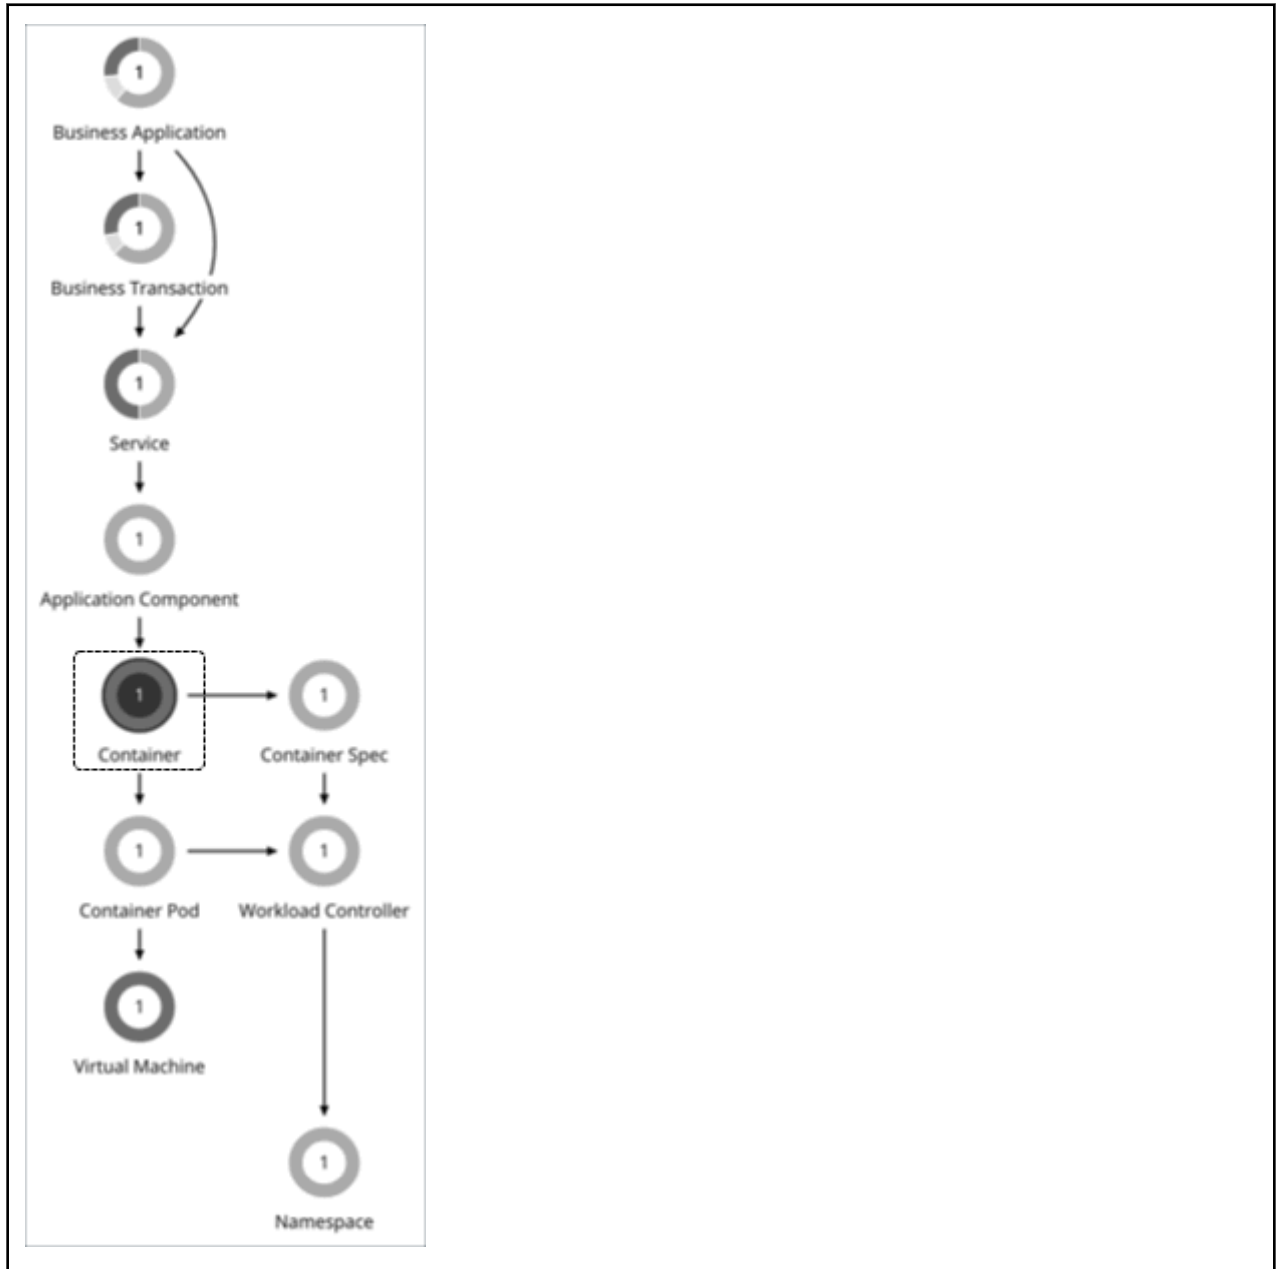 1
Business Application
1
Business Transaction
1
Service
1
Application Component
1 1
Container Container Spec
1 1
Container Pod Workload Controller
1
Virtual Machine
1
Namespace